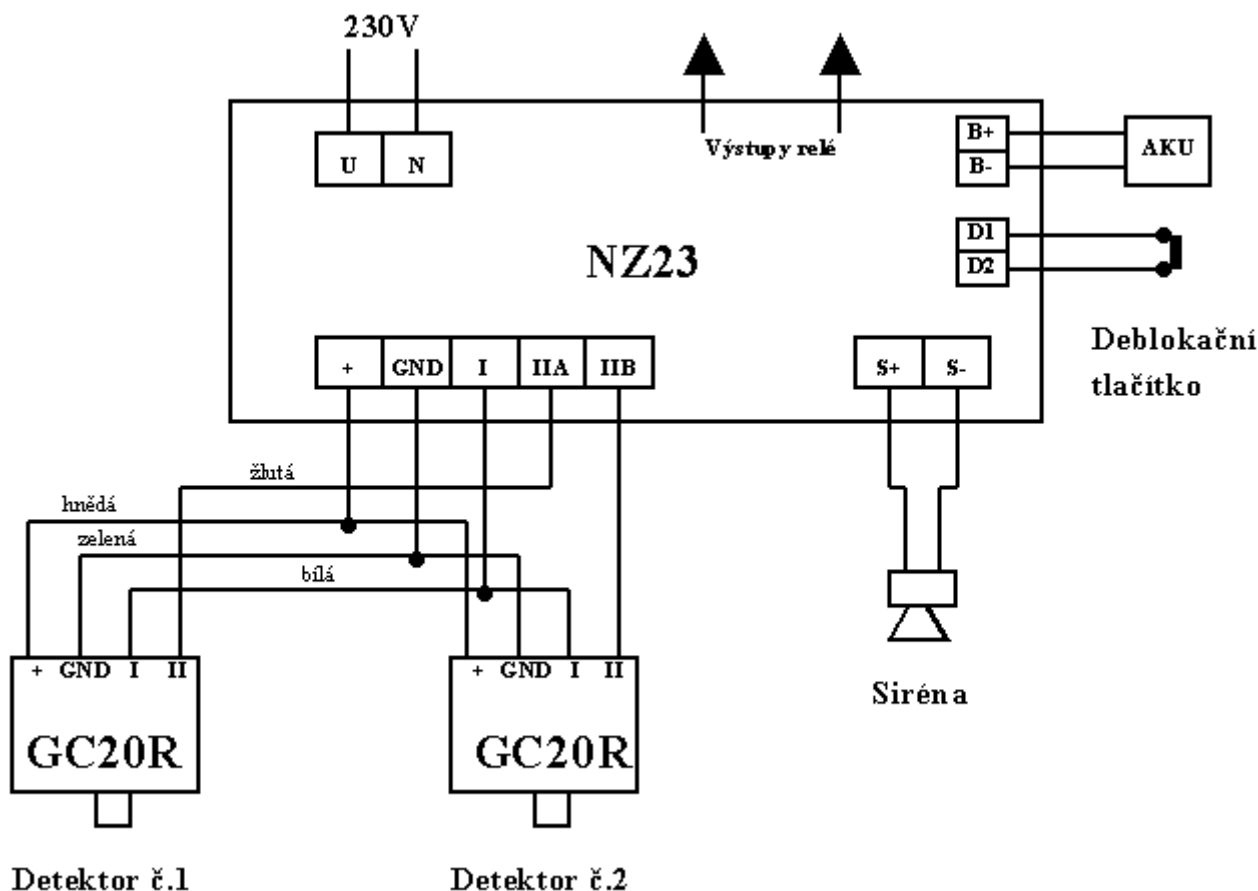 230V
Výstupy relé
B+
B-
AKU
U
N
D1
D2
NZ23
Deblokační
tlačítko
+
GND
I
IIA
IIB
S+
S-
žlutá
hnědá
zelená
bílá
+ GND I II
+ GND I II
GC20R
GC20R
Siréna
Detektor č.1
Detektor č.2